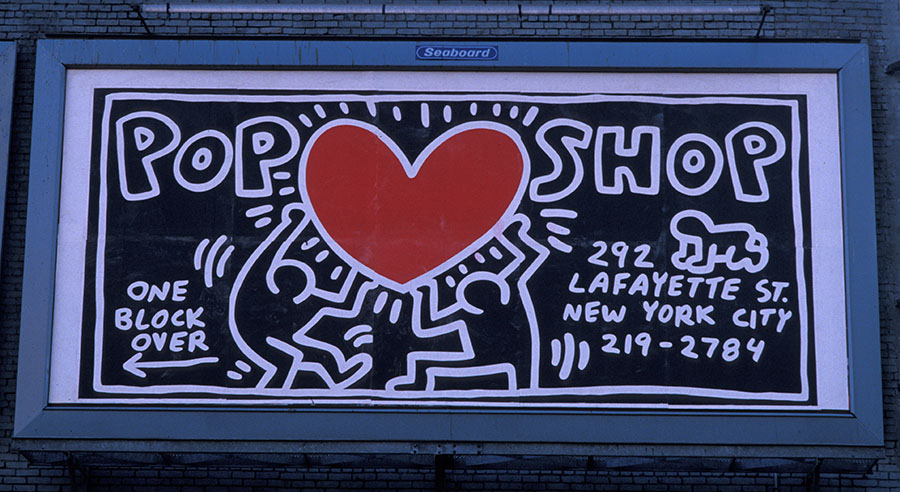 Seaboard
POP SHOP
ONE
BLOCK
OVER
292
LAFAYETTE ST.
NEW YORK CITY
219-2784